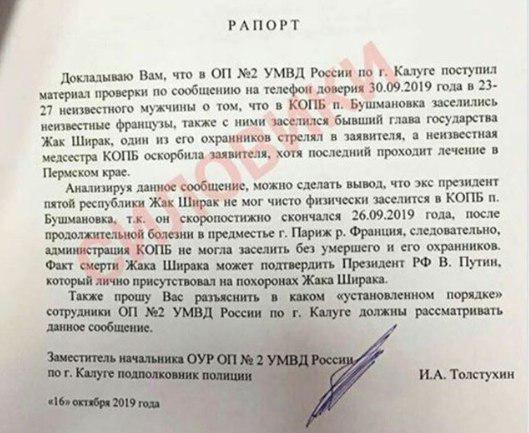 РАПОРТ
Докладываю Вам, что в ОП №2 УМВД России по г. Калуге поступил
материал проверки по сообщению на телефон доверия 30.09.2019 года в 23-
27 неизвестного мужчины о том, что в КОПБ п. Бушмановка заселились
неизвестные французы, также с ними заселился бывший глава государства
Жак Ширак, один из его охранников стрелял в заявителя, а неизвестная
медсестра КОПБ оскорбила заявителя, хотя последний проходит лечение в
Пермском крае.
Анализируя данное сообщение, можно сделать вывод, что экс президент
пятой республики Жак Ширак не мог чисто физически заселится в КОПБ п.
Бушмановка, т.к. он скоропостижно скончался 26.09.2019 года, после
продолжительной болезни в предместье г. Париж р. Франция, следовательно,
администрация КОПБ не могла заселить без умершего и его охранников.
Факт смерти Жака Ширака может подтвердить Президент РФ В. Путин,
который лично присутствовал на похоронах Жака Ширака.
Также прошу Вас разъяснить в каком «установленном порядке»
сотрудники ОП №2 УМВД России по г. Калуге должны рассматривать
данное сообщение.
Заместитель начальника ОУР ОП № 2 УМВД России
по г. Калуге подполковник полиции И.А. Толстухин
«16» октября 2019 года
СИЛОВИКИ